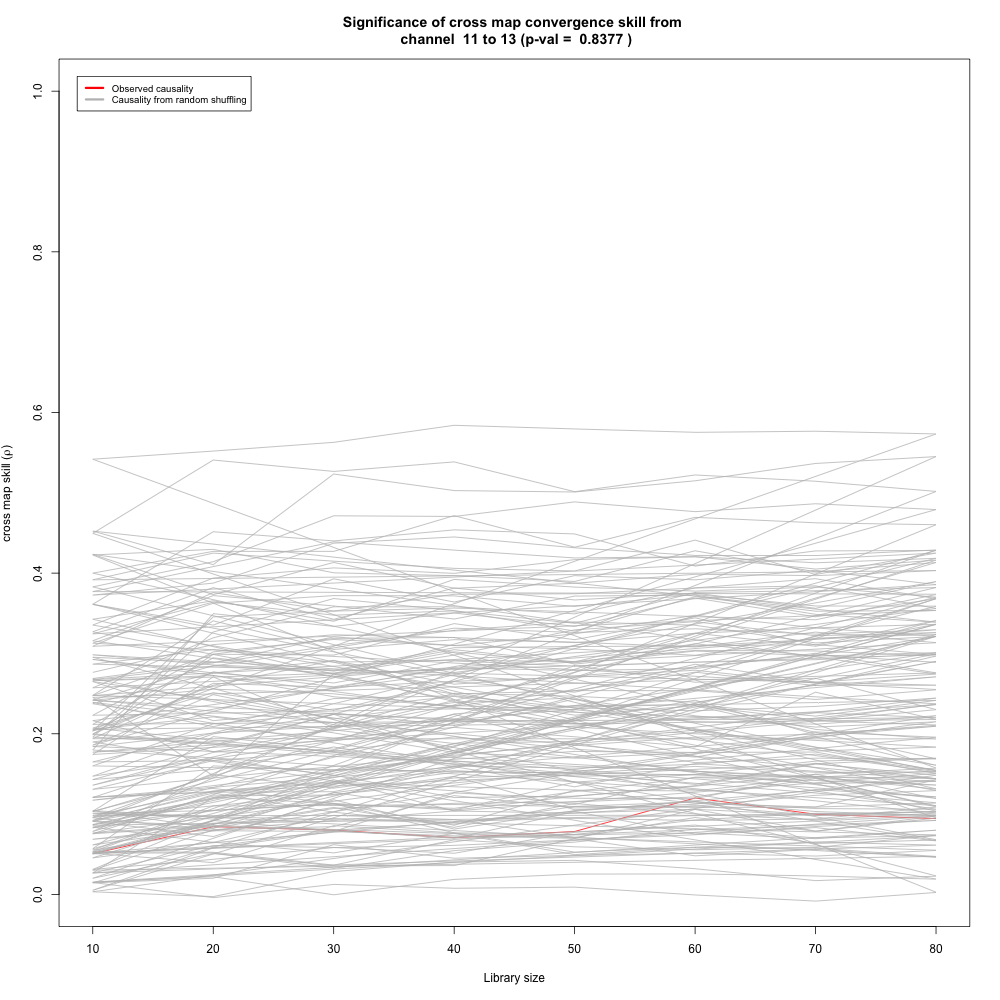 Significance of cross map convergence skill from
channel  11 to 13 (p-val =  0.8377 )
Observed causality
Causality from random shuffling
cross map skill (ρ)
1.0
0.8
0.6
0.4
0.2
0.0
10 20 30 40 50 60 70 80
Library size